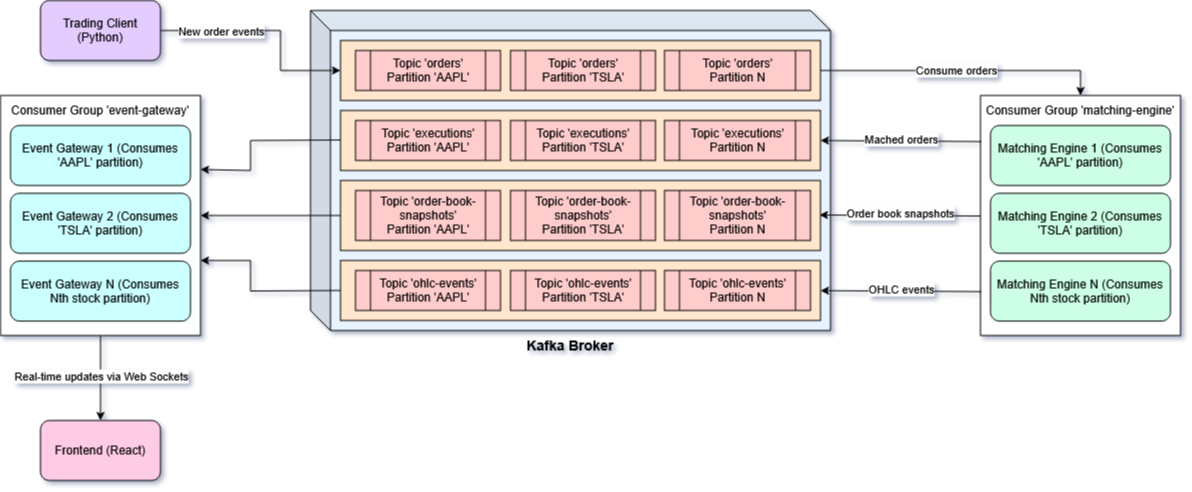 Trading Client
(Python)
New order events
Topic 'orders'
Partition 'AAPL'
Topic 'orders'
Partition 'TSLA'
Topic 'orders'
Partition N
Consume orders
Consumer Group 'event-gateway'
Event Gateway 1 (Consumes
'AAPL' partition)
Event Gateway 2 (Consumes
'TSLA' partition)
Event Gateway N (Consumes
Nth stock partition)
Topic 'executions'
Partition 'AAPL'
Topic 'executions'
Partition 'TSLA'
Topic 'executions'
Partition N
Mached orders
Topic 'order-book-
snapshots'
Partition 'AAPL'
Topic 'order-book-
snapshots'
Partition 'TSLA'
Topic 'order-book-
snapshots'
Partition N
Order book snapshots
Topic 'ohlc-events'
Partition 'AAPL'
Topic 'ohlc-events'
Partition 'TSLA'
Topic 'ohlc-events'
Partition N
OHLC events
Consumer Group 'matching-engine'
Matching Engine 1 (Consumes
'AAPL' partition)
Matching Engine 2 (Consumes
'TSLA' partition)
Matching Engine N (Consumes
Nth stock partition)
Kafka Broker
Real-time updates via Web Sockets
Frontend (React)